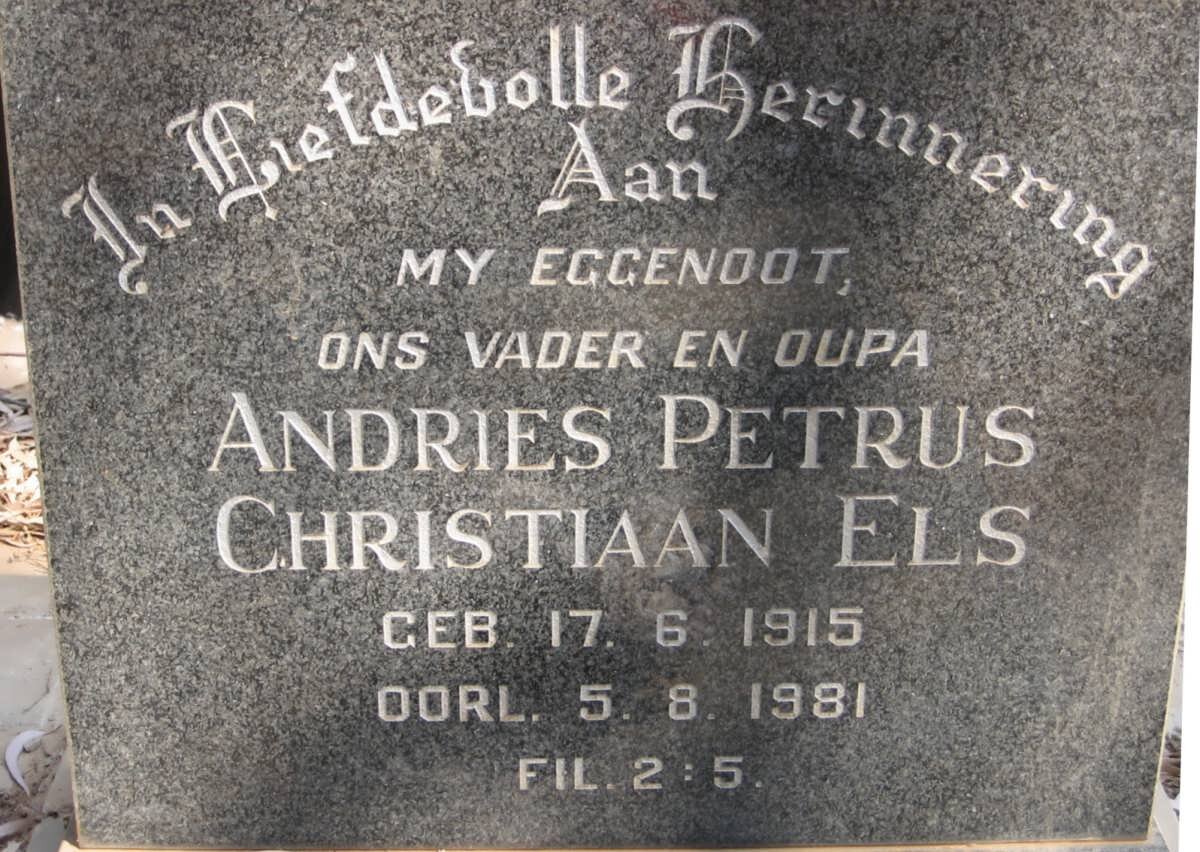 In Liefdevolle Herinnering
Aan
MY EGGENOOT,
ONS VADER EN OUPA
ANDRIES PETRUS
CHRISTIAAN ELS
GEB. 17. 6. 1915
OORL. 5. 8. 1981
FIL. 2 : 5.